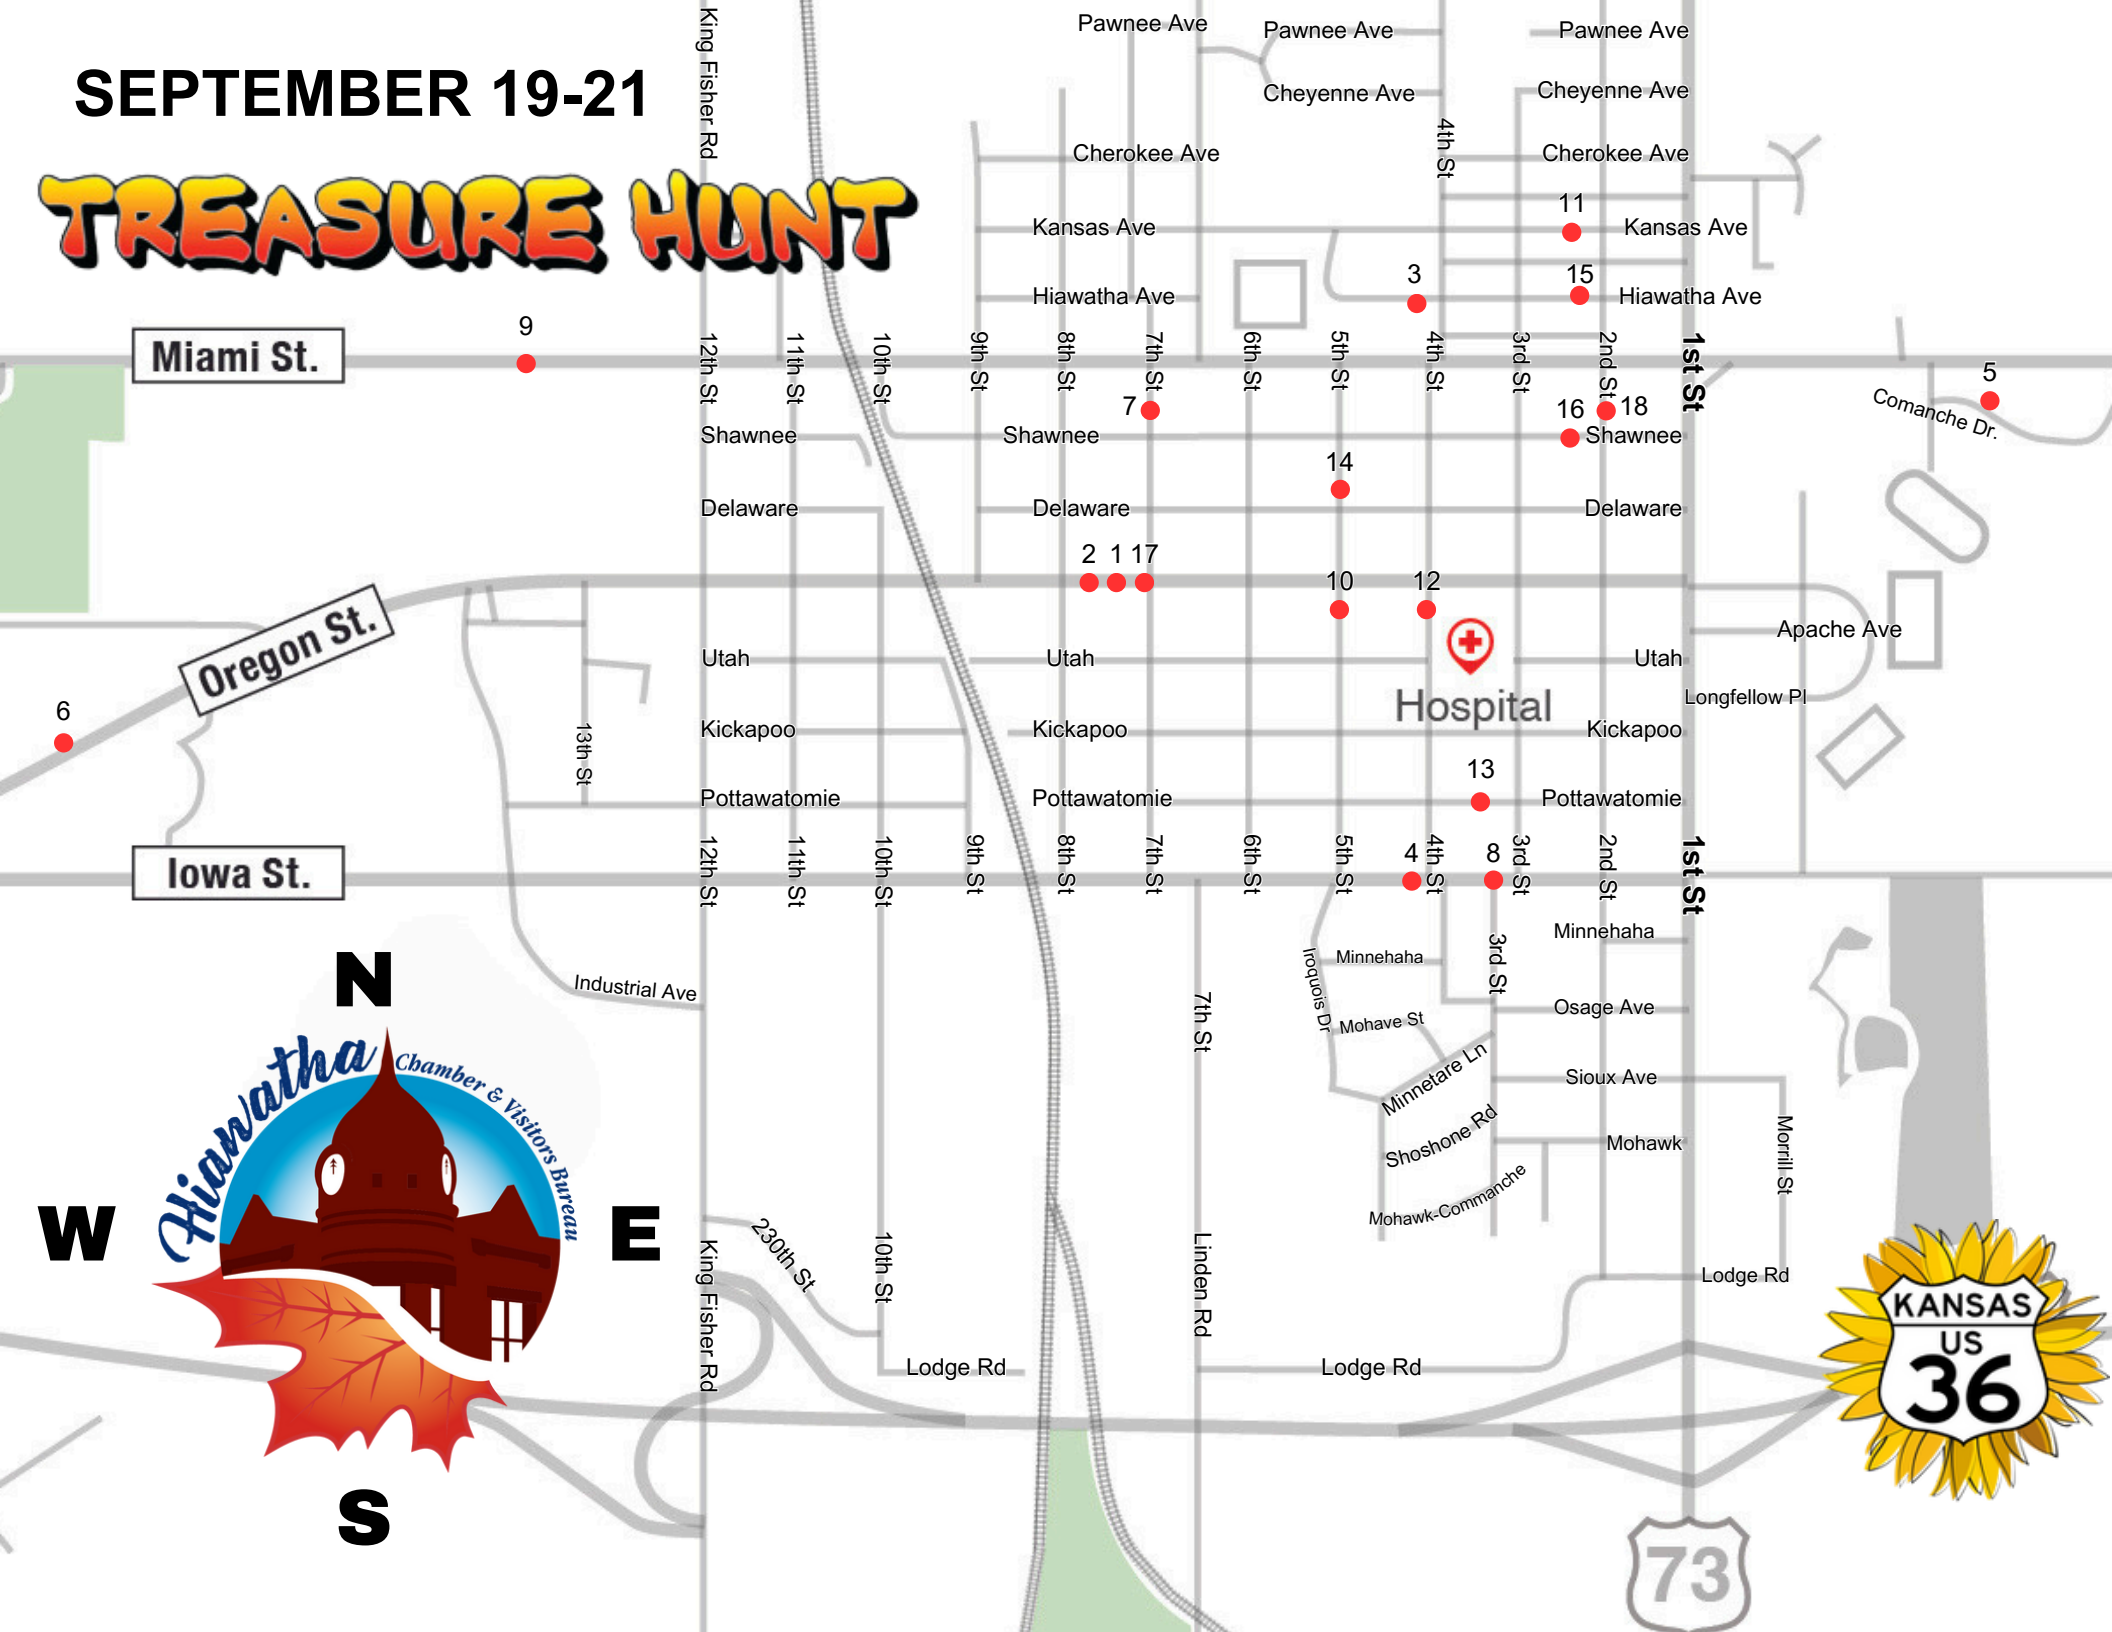 SEPTEMBER 19-21
TREASURE HUNT
King Fisher Rd
Pawnee Ave
Pawnee Ave
Pawnee Ave
Cheyenne Ave
Cheyenne Ave
4th St
Cherokee Ave
Cherokee Ave
11
Kansas Ave
Kansas Ave
3
15
Hiawatha Ave
Hiawatha Ave
9
Miami St.
12th St
11th St
10th St
9th St
8th St
7th St
6th St
5th St
4th St
3rd St
2nd St
1st St
5
Comanche Dr.
7
16
18
Shawnee
Shawnee
Shawnee
14
Delaware
Delaware
Delaware
2
1
17
10
12
Oregon St.
Apache Ave
Utah
Utah
Utah
Hospital
Longfellow Pl
6
13th St
Kickapoo
Kickapoo
Kickapoo
13
Pottawatomie
Pottawatomie
Pottawatomie
Iowa St.
12th St
11th St
10th St
9th St
8th St
7th St
6th St
5th St
4
4th St
8
3rd St
2nd St
1st St
Minnehaha
Minnehaha
3rd St
Iroquois Dr
Industrial Ave
7th St
Osage Ave
Mohave St
Minnetare Ln
Sioux Ave
Shoshone Rd
Mohawk
Morrill St
Mohawk-Commanche
N
Hiawatha
Chamber & Visitors Bureau
W
E
S
230th St
10th St
King Fisher Rd
Linden Rd
Lodge Rd
Lodge Rd
Lodge Rd
KANSAS
US
36
73